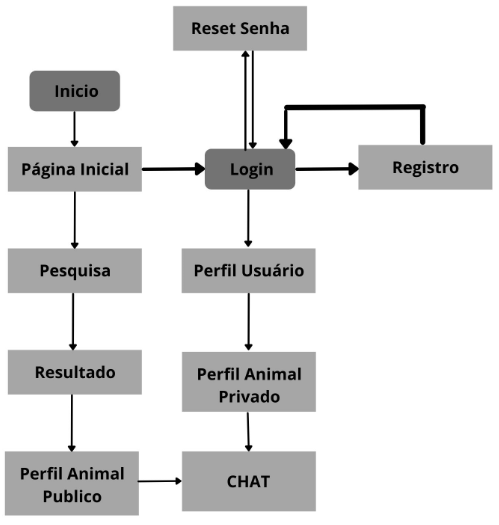 Reset Senha
Inicio
Página Inicial
Login
Registro
Pesquisa
Perfil Usuário
Resultado
Perfil Animal
Privado
Perfil Animal
Publico
CHAT